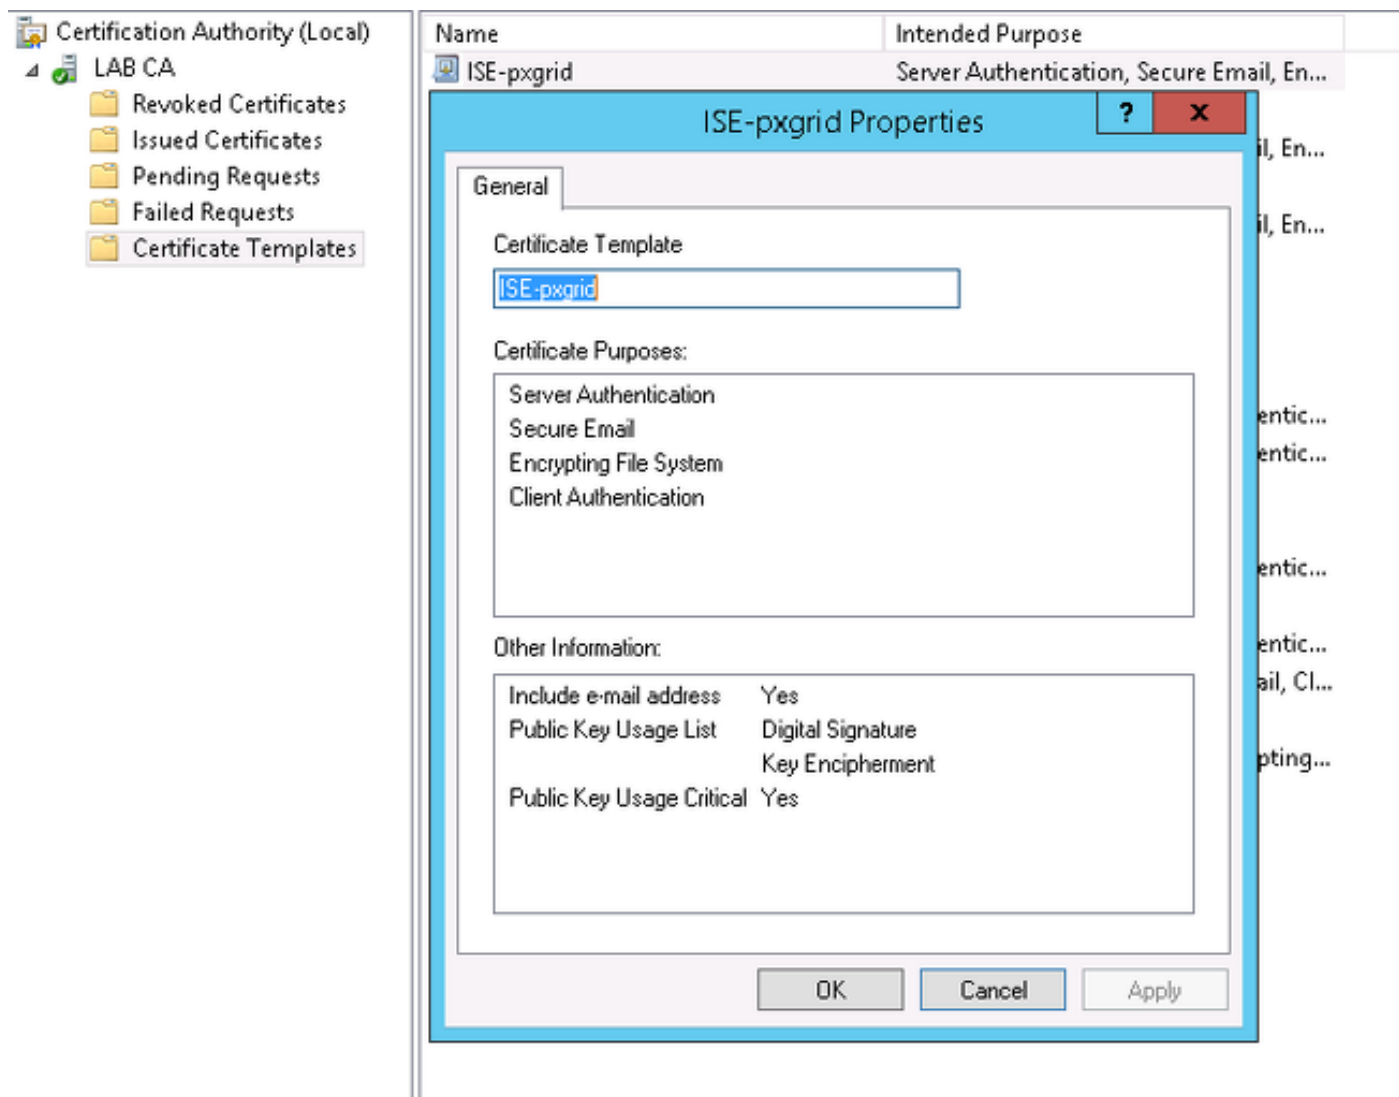 Certification Authority (Local)
LAB CA
Revoked Certificates
Issued Certificates
Pending Requests
Failed Requests
Certificate Templates
Name Intended Purpose
ISE-pxgrid Server Authentication, Secure Email, En...
ISE-pxgrid Properties ? x
il, En...
General
il, En...
Certificate Template
ISE-pxgrid
Certificate Purposes:
Server Authentication
Secure Email
Encrypting File System
Client Authentication
entic...
entic...
entic...
Other Information:
Include e-mail address Yes
Public Key Usage List Digital Signature
Key Encipherment
Public Key Usage Critical Yes
entic...
ail, Cl...
pting...
OK Cancel Apply